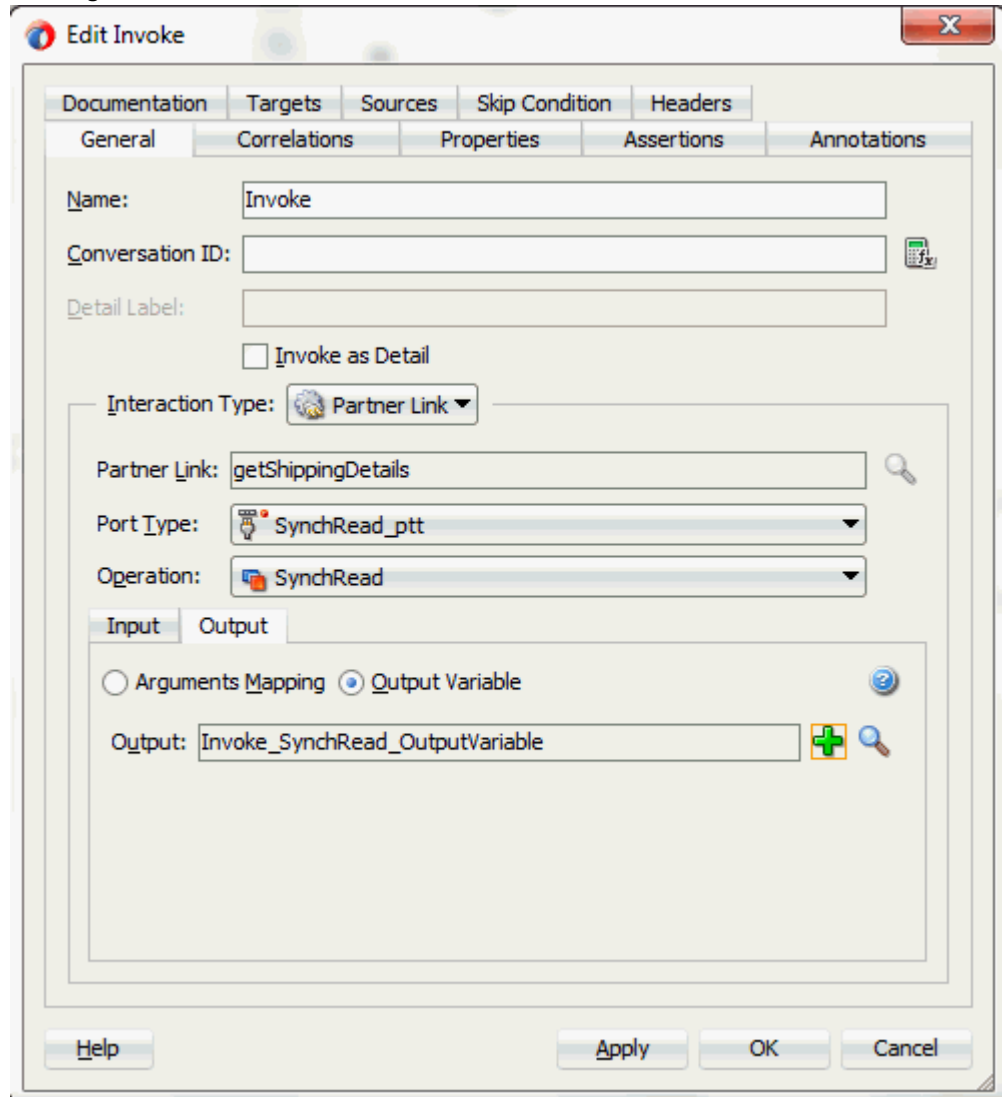 Edit Invoke
Documentation Targets Sources Skip Condition Headers
General Correlations Properties Assertions Annotations
Name: Invoke
Conversation ID:
Detail Label:
Invoke as Detail
Interaction Type: Partner Link
Partner Link: getShippingDetails
Port Type: SynchRead_ptt
Operation: SynchRead
Input Output
Arguments Mapping Output Variable
Output: Invoke_SynchRead_OutputVariable
Help Apply OK Cancel